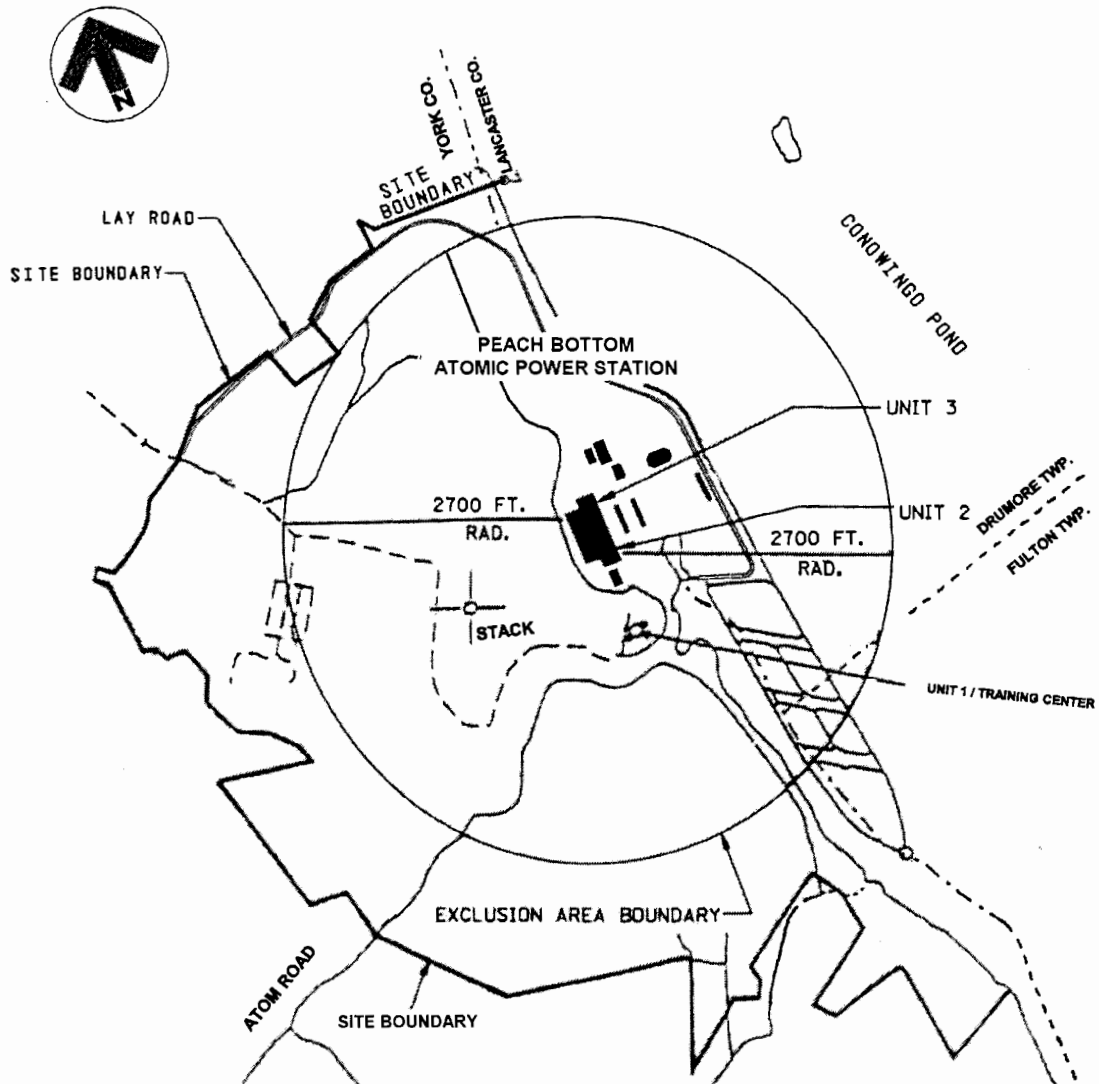 N
YORK CO.
LANCASTER CO.
SITE
BOUNDARY
LAY ROAD
SITE BOUNDARY
CONOWINGO POND
PEACH BOTTOM
ATOMIC POWER STATION
UNIT 3
2700 FT.
RAD.
UNIT 2
2700 FT.
RAD.
DRUMORE TWP.
FULTON TWP.
STACK
UNIT 1 / TRAINING CENTER
EXCLUSION AREA BOUNDARY
ATOM ROAD
SITE BOUNDARY